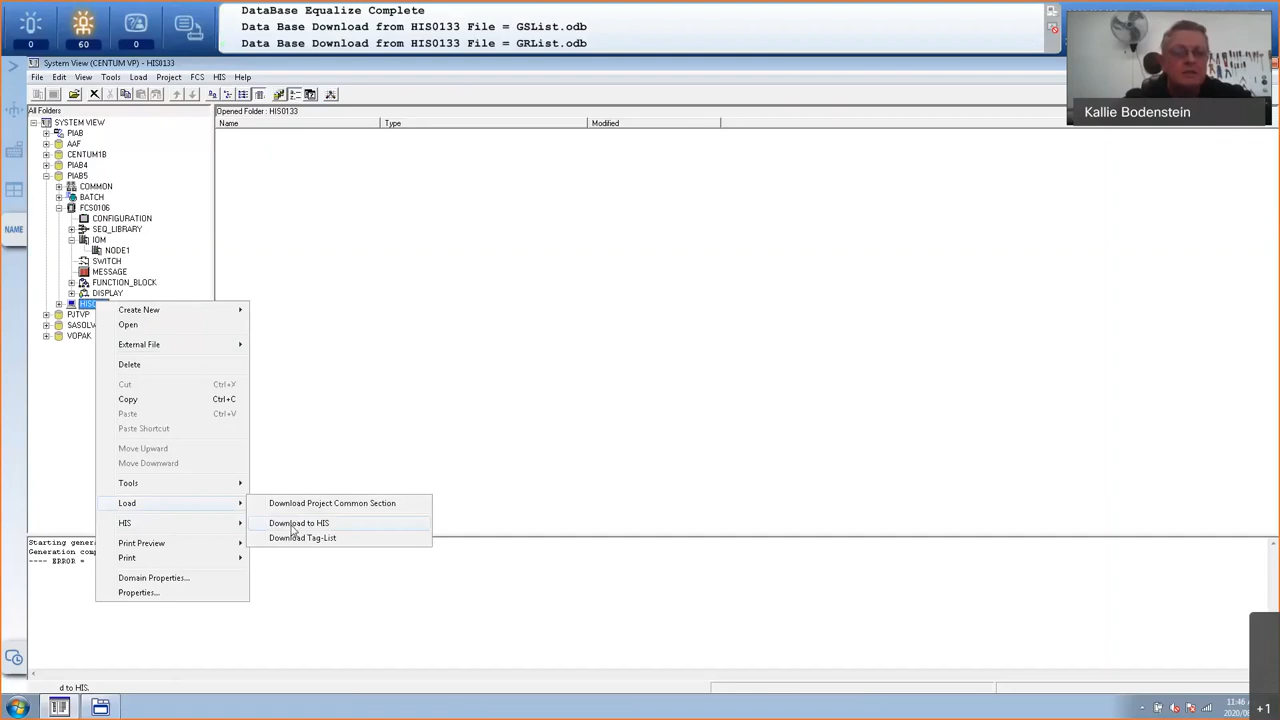 DataBase Equalize Complete
Data Base Download from HIS0133 File = GSList.odb
Data Base Download from HIS0133 File = GRList.odb
0
60
0
System View (CENTUM VP) - HIS0133
File Edit View Tools Load Project FCS HIS Help
Kallie Bodenstein
All Folders
Opened Folder : HIS0133
Name Type Modified
SYSTEM VIEW
PIAB
AAF
CENTUM1B
PIAB4
PIAB5
COMMON
BATCH
FCS0106
CONFIGURATION
SEQ_LIBRARY
IOM
NODE1
SWITCH
MESSAGE
FUNCTION_BLOCK
DISPLAY
PJTVP
VOPAK
NAME
Create New
Open
External File
Delete
Cut Ctrl+X
Copy Ctrl+C
Paste Ctrl+V
Paste Shortcut
Move Upward
Move Downward
Tools
Load
HIS
Print Preview
Print
Domain Properties...
Properties...
Download Project Common Section
Download to HIS
Download Tag-List
Starting gener
Generation comp
---- ERROR =
d to HIS.
11:46
+1